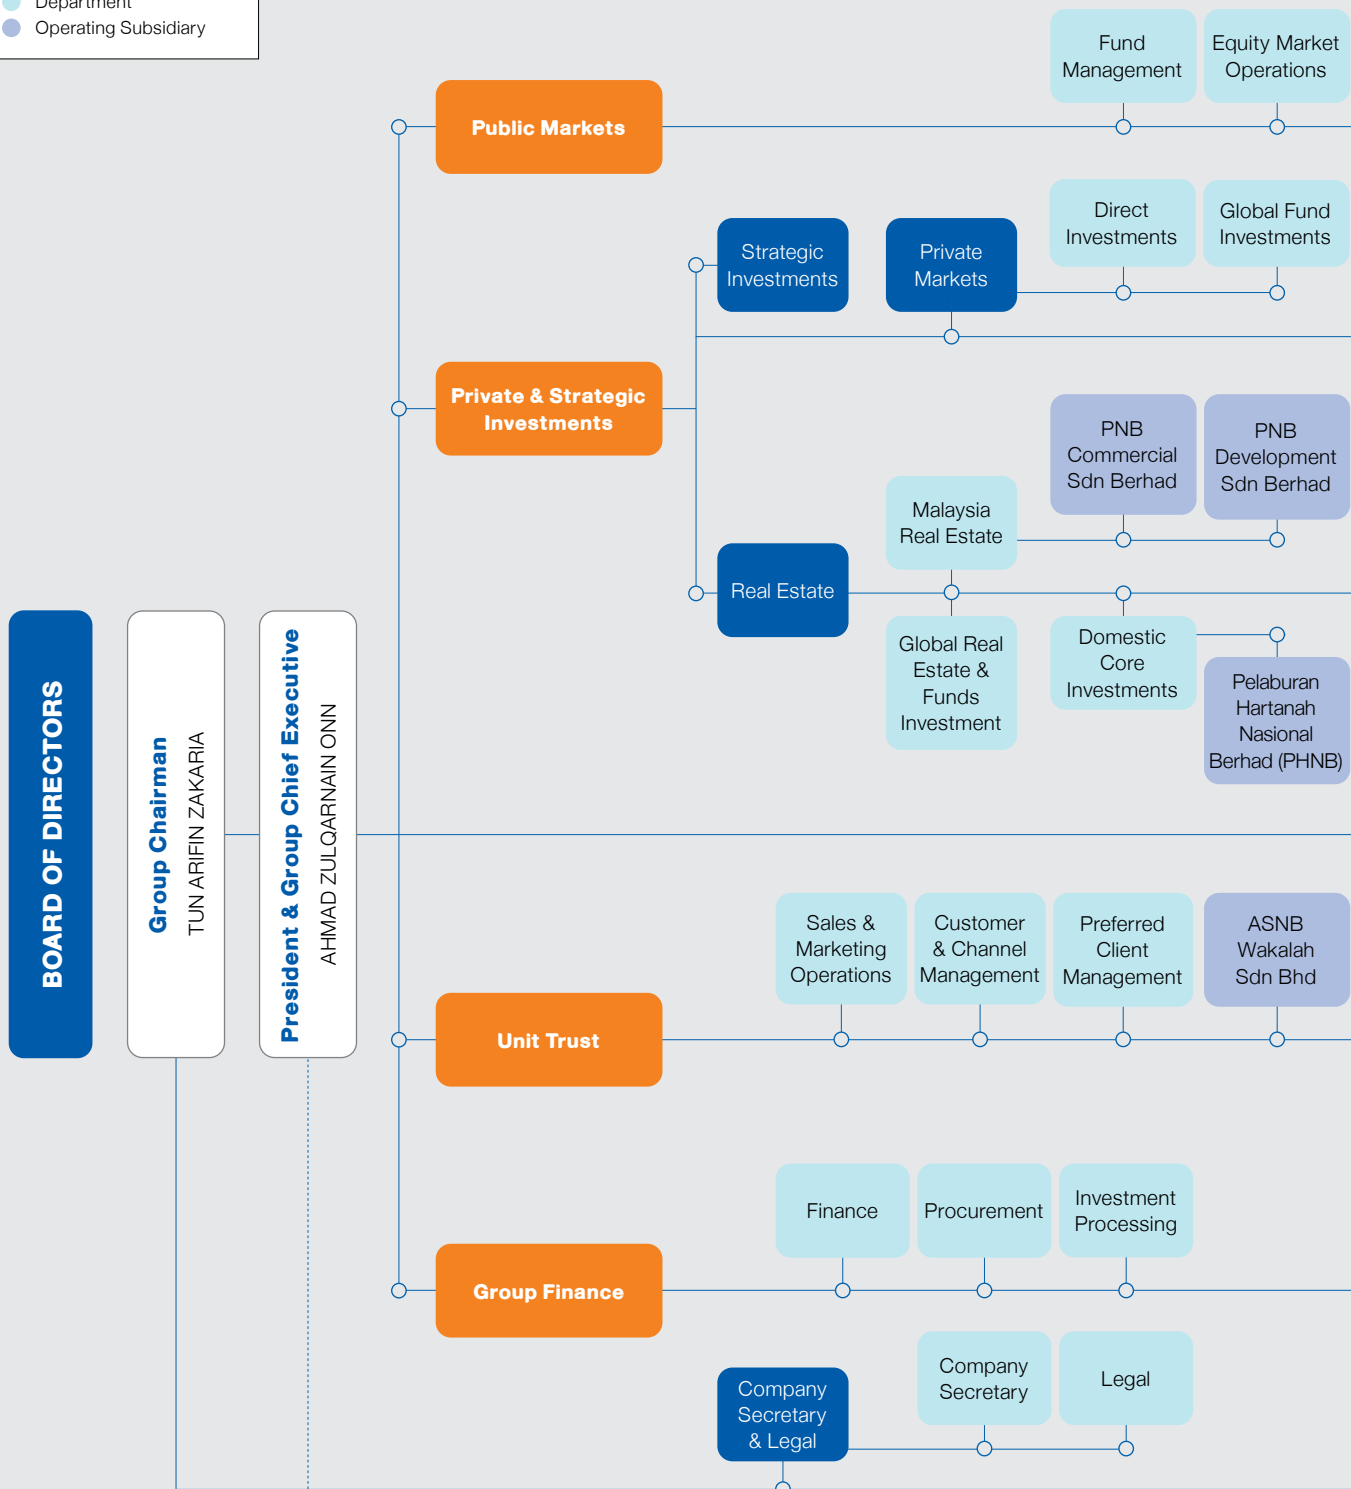 Department
Operating Subsidiary
Fund
Management
Equity Market
Operations
Public Markets
Direct
Investments
Global Fund
Investments
Strategic
Investments
Private
Markets
Private & Strategic
Investments
PNB
Commercial
Sdn Berhad
PNB
Development
Sdn Berhad
Malaysia
Real Estate
Real Estate
Global Real
Estate &
Funds
Investment
Domestic
Core
Investments
Pelaburan
Hartanah
Nasional
Berhad (PHNB)
BOARD OF DIRECTORS
Group Chairman
TUN ARIFIN ZAKARIA
President & Group Chief Executive
AHMAD ZULQARNAIN ONN
Sales &
Marketing
Operations
Customer
& Channel
Management
Preferred
Client
Management
ASNB
Wakalah
Sdn Bhd
Unit Trust
Finance
Procurement
Investment
Processing
Group Finance
Company
Secretary
& Legal
Company
Secretary
Legal